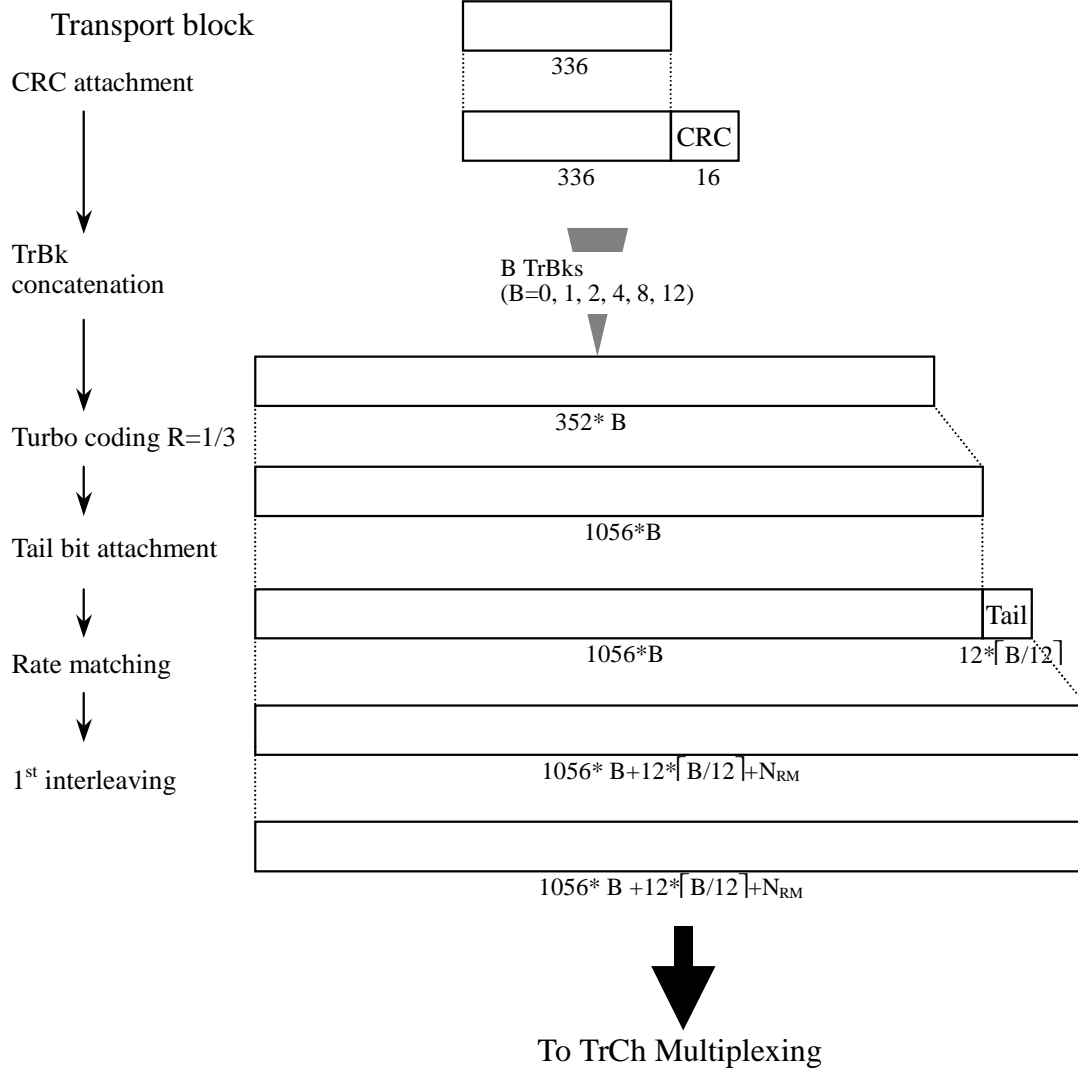 Transport block
336
CRC attachment
CRC
336
16
TrBk
concatenation
B TrBks
(B=0, 1, 2, 4, 8, 12)
352* B
Turbo coding R=1/3
1056*B
Tail bit attachment
Tail
1056*B
12*⌈B/12⌉
Rate matching
1056* B+12*⌈B/12⌉+N_RM
1st interleaving
1056* B +12*⌈B/12⌉+N_RM
To TrCh Multiplexing